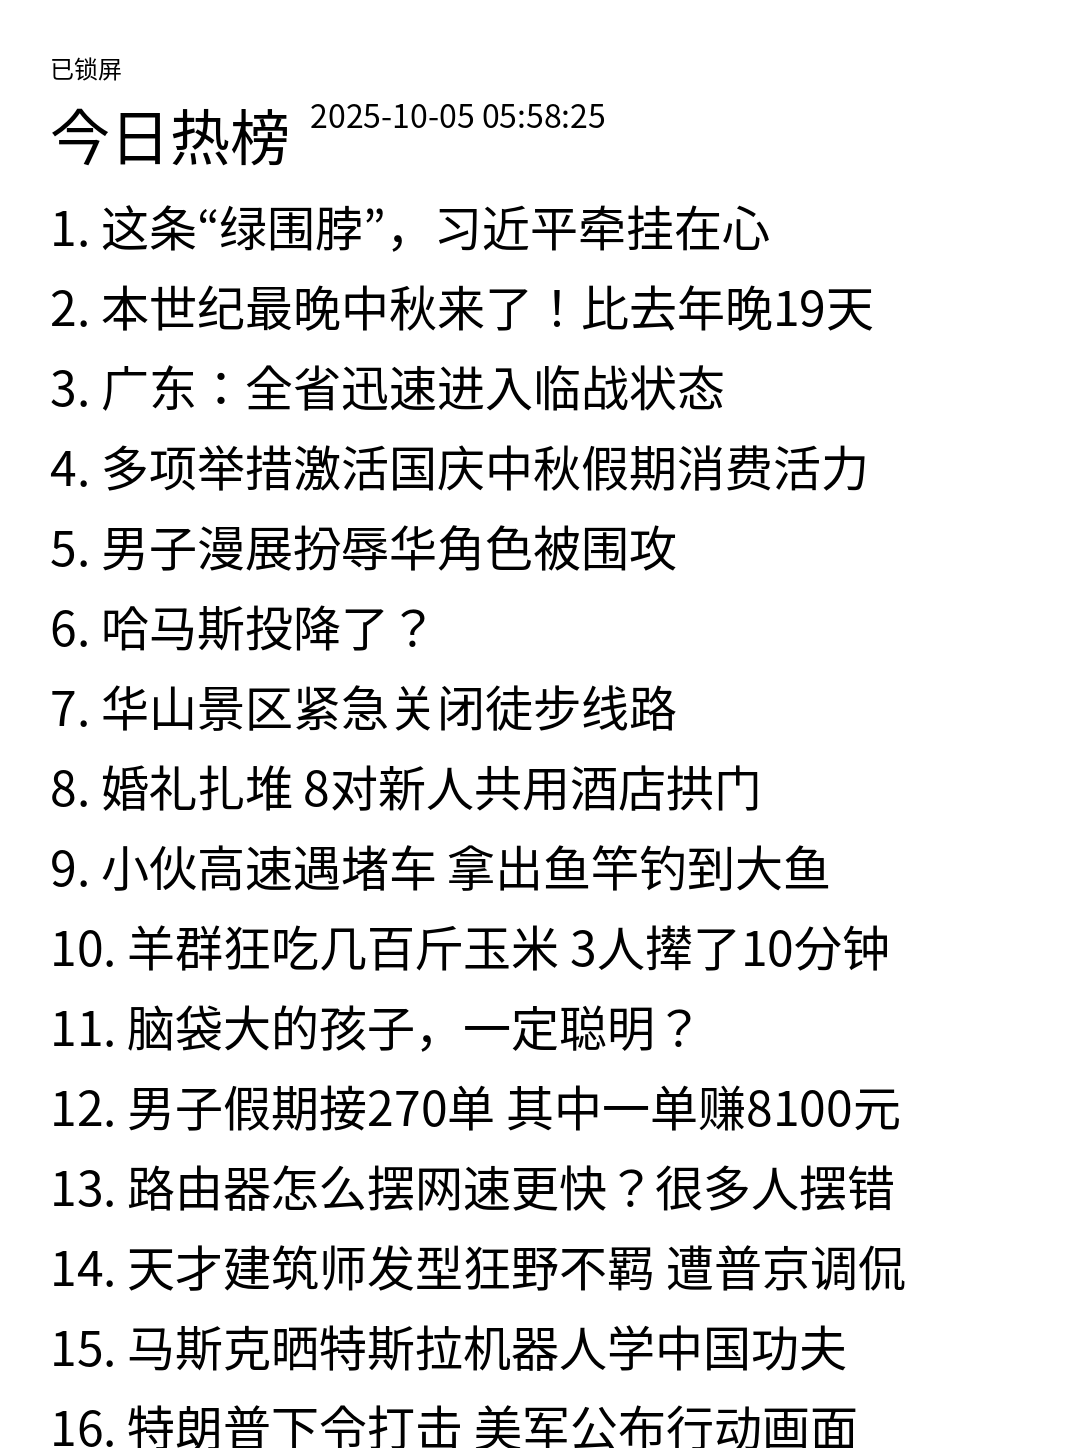 已锁屏
今日热榜 2025-10-05 05:58:25
1. 这条“绿围脖”，习近平牵挂在心
2. 本世纪最晚中秋来了！比去年晚19天
3. 广东：全省迅速进入临战状态
4. 多项举措激活国庆中秋假期消费活力
5. 男子漫展扮辱华角色被围攻
6. 哈马斯投降了？
7. 华山景区紧急关闭徒步线路
8. 婚礼扎堆 8对新人共用酒店拱门
9. 小伙高速遇堵车 拿出鱼竿钓到大鱼
10. 羊群狂吃几百斤玉米 3人撵了10分钟
11. 脑袋大的孩子，一定聪明？
12. 男子假期接270单 其中一单赚8100元
13. 路由器怎么摆网速更快？很多人摆错
14. 天才建筑师发型狂野不羁 遭普京调侃
15. 马斯克晒特斯拉机器人学中国功夫
16. 特朗普下令打击 美军公布行动画面